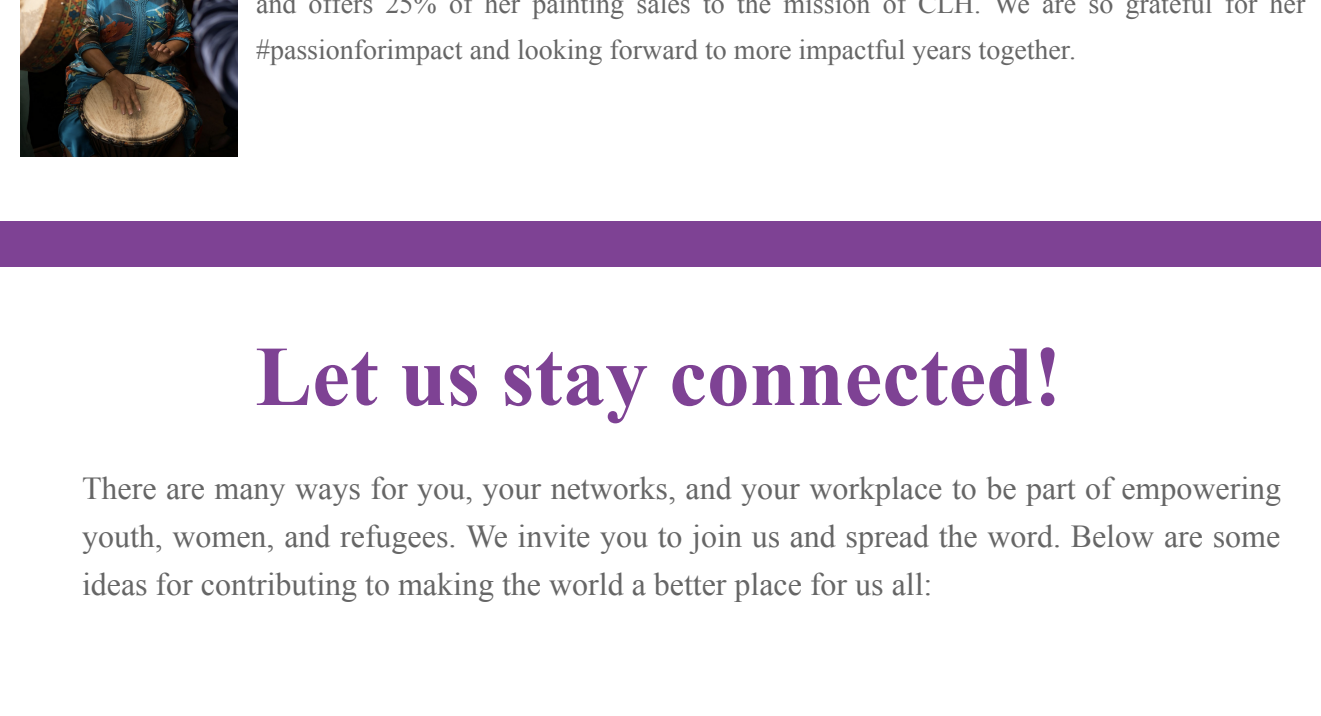 and offers 25% of her painting sales to the mission of CLH. We are so grateful for her
#passionforimpact and looking forward to more impactful years together.
Let us stay connected!
There are many ways for you, your networks, and your workplace to be part of empowering
youth, women, and refugees. We invite you to join us and spread the word. Below are some
ideas for contributing to making the world a better place for us all: